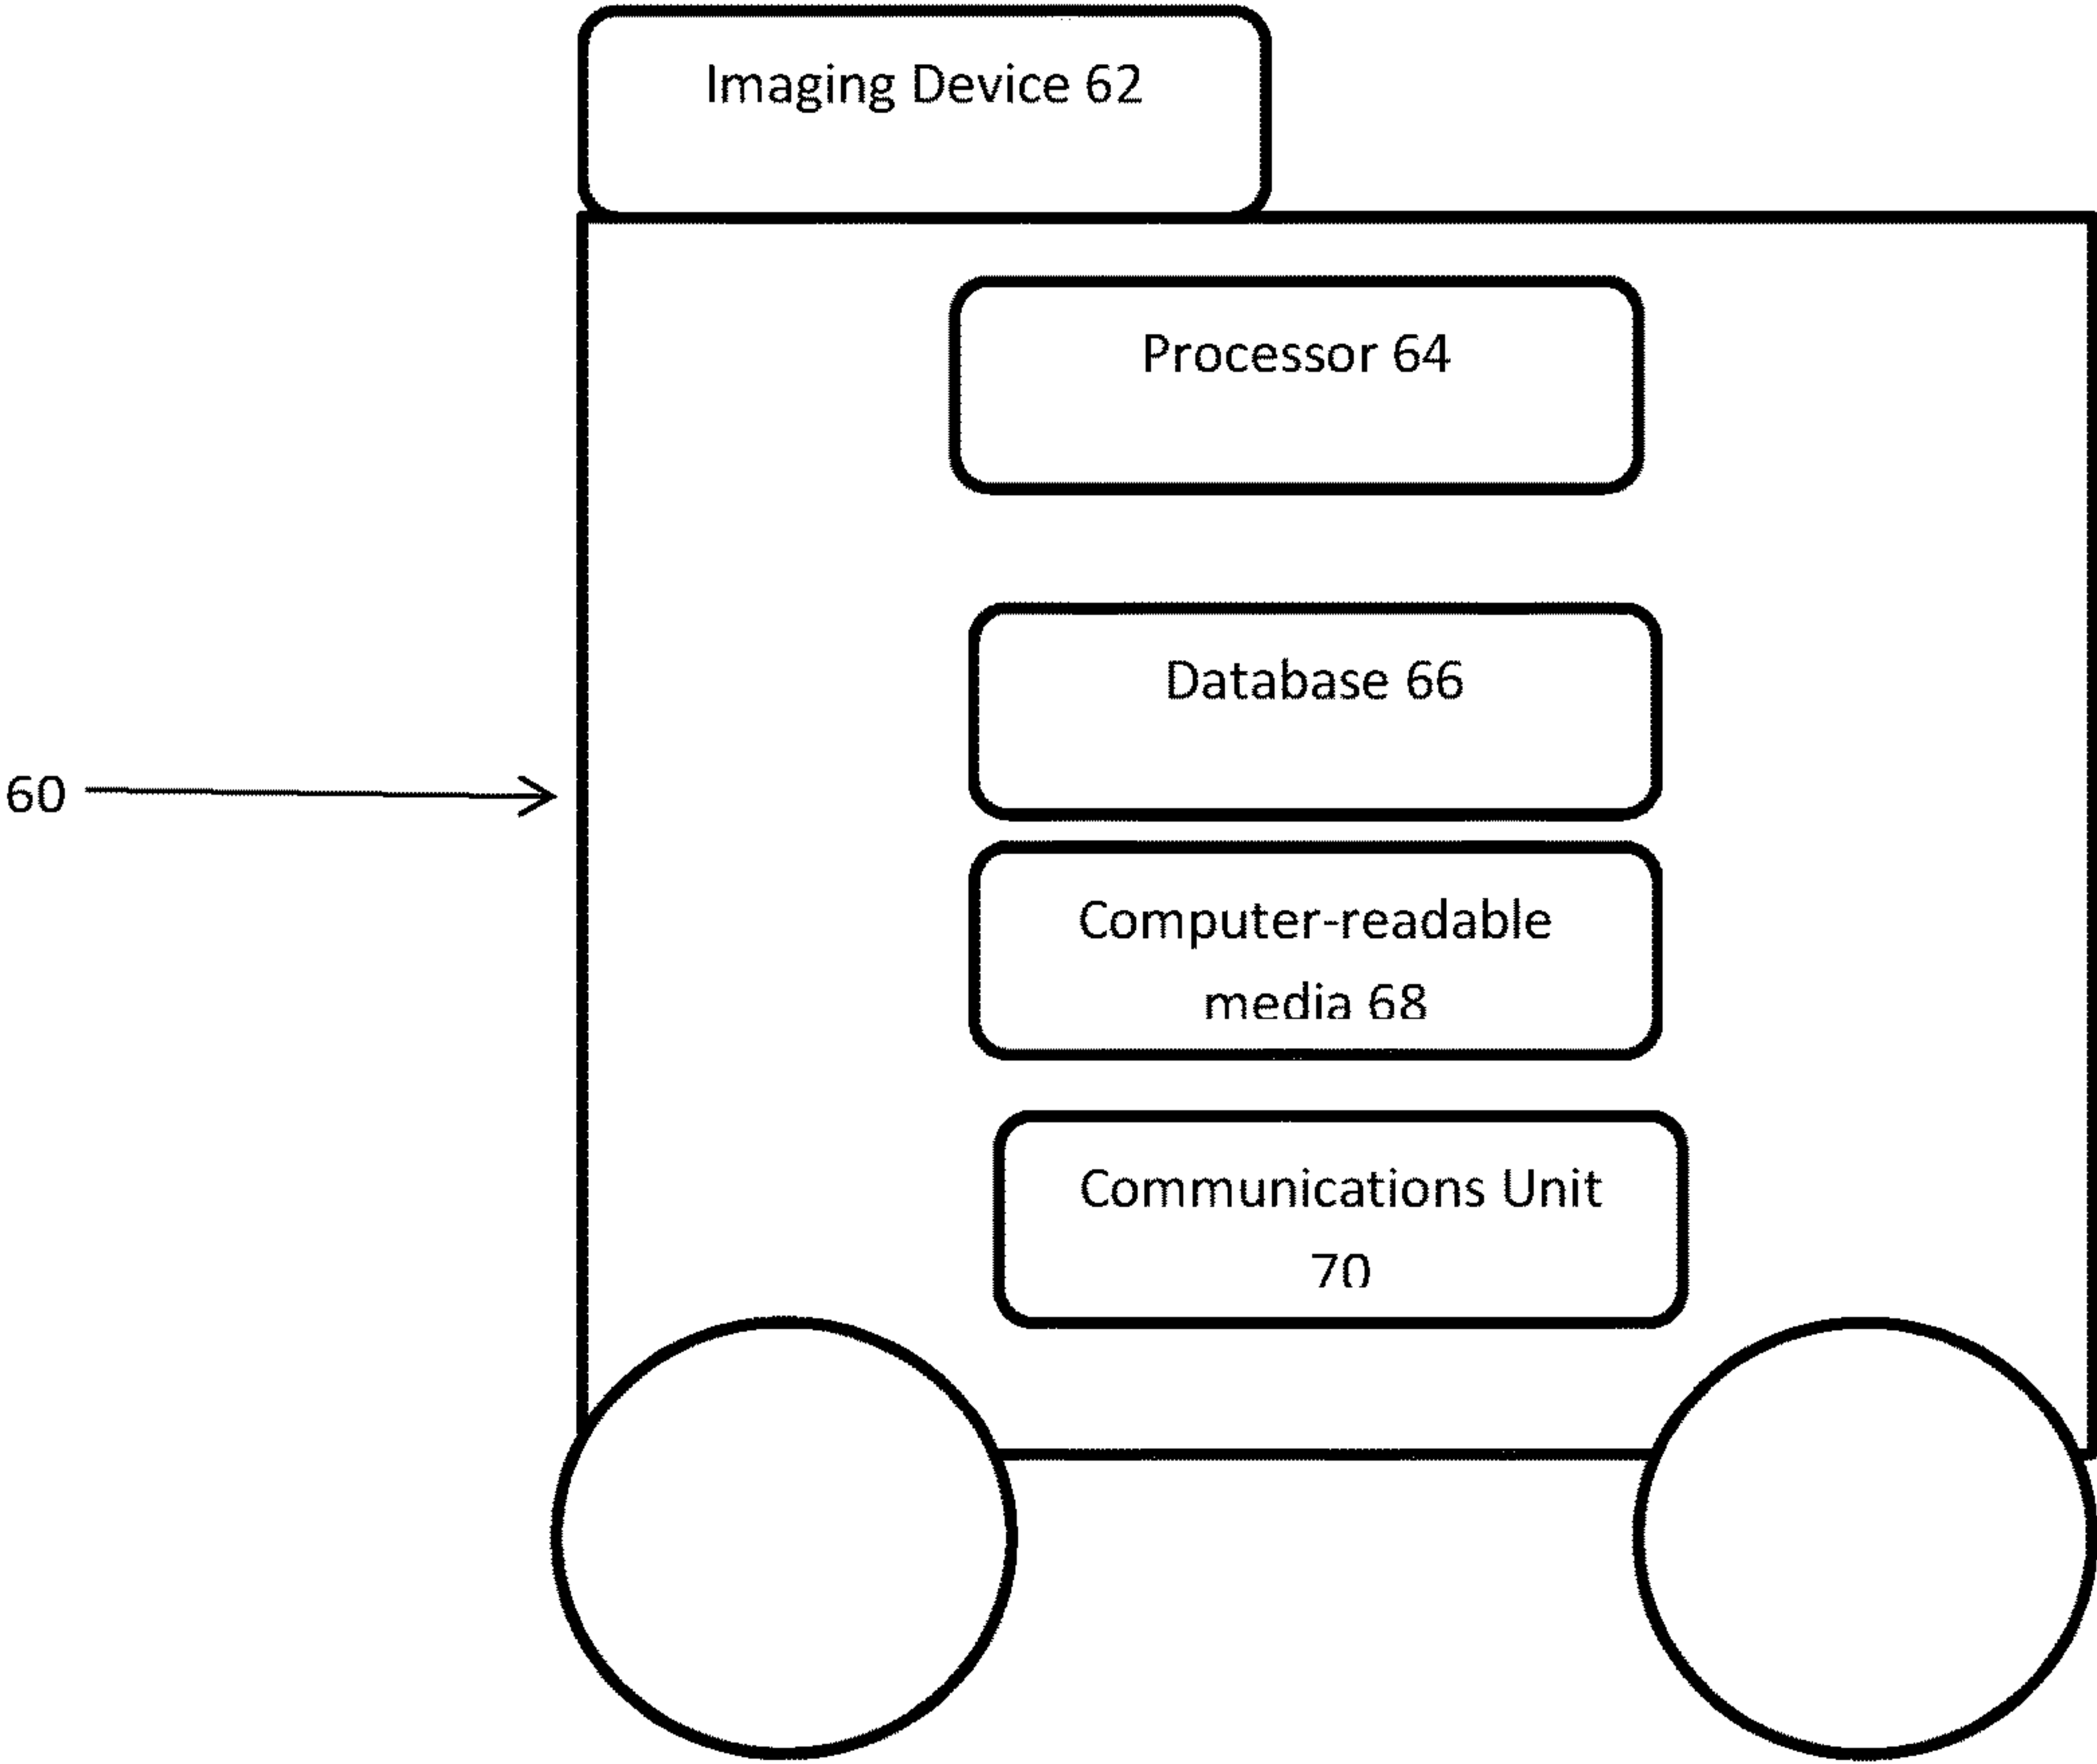 Imaging Device 62
Processor 64
Database 66
60
Computer-readable
media 68
Communications Unit
70